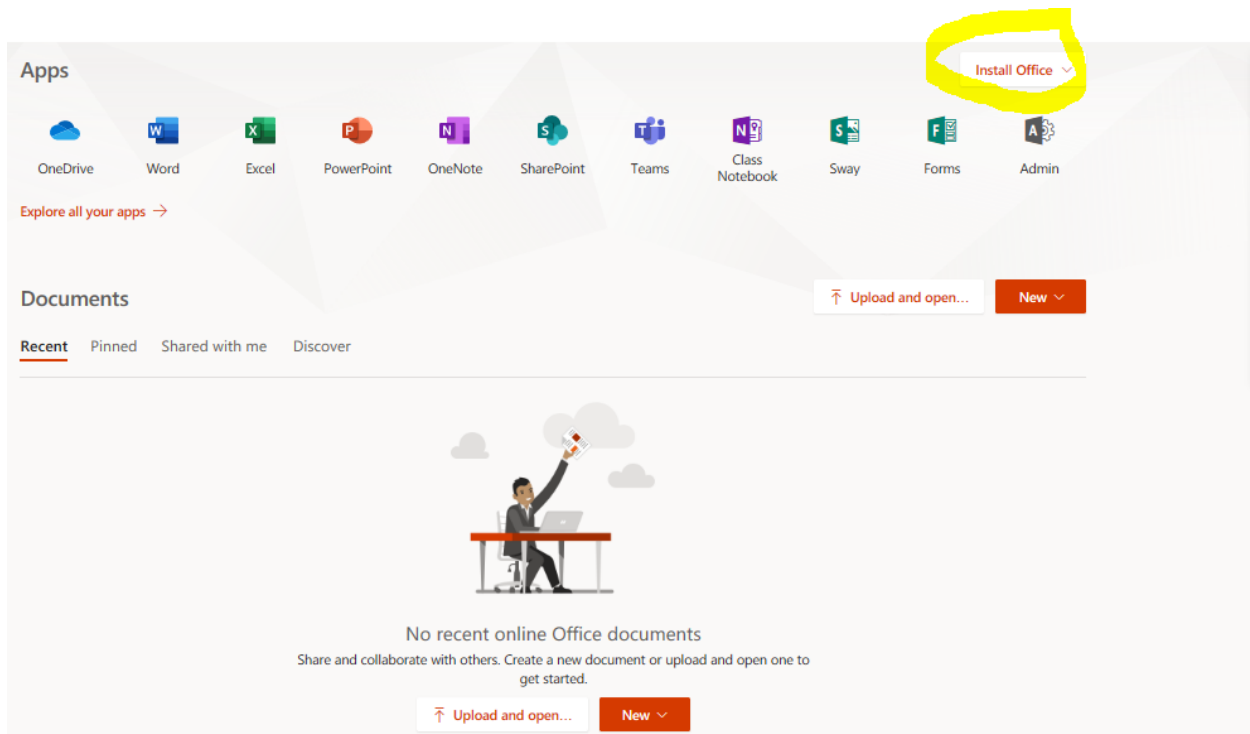 Apps
Install Office
OneDrive Word Excel PowerPoint OneNote SharePoint Teams Class Notebook Sway Forms Admin
Explore all your apps →
Documents
Upload and open... New
Recent Pinned Shared with me Discover
No recent online Office documents
Share and collaborate with others. Create a new document or upload and open one to
get started.
Upload and open... New